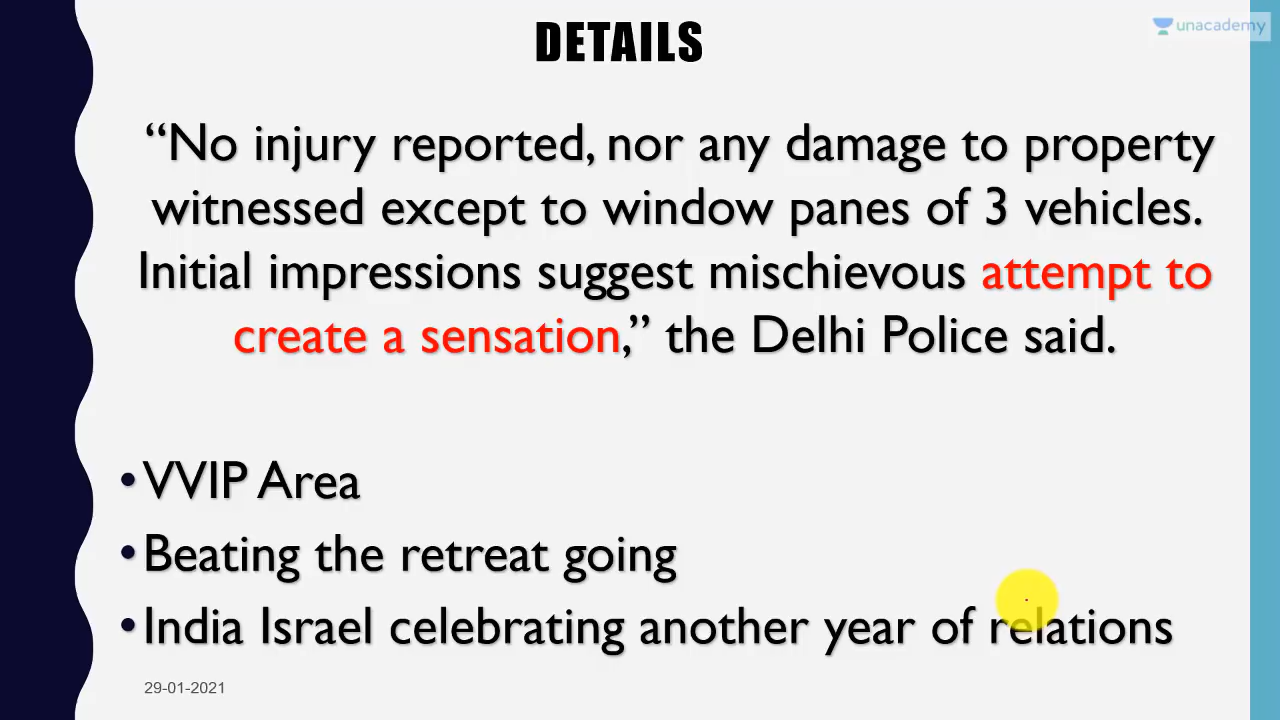 DETAILS
unacademy
“No injury reported, nor any damage to property
witnessed except to window panes of 3 vehicles.
Initial impressions suggest mischievous attempt to
create a sensation,” the Delhi Police said.
•VVIP Area
•Beating the retreat going
•India Israel celebrating another year of relations
29-01-2021